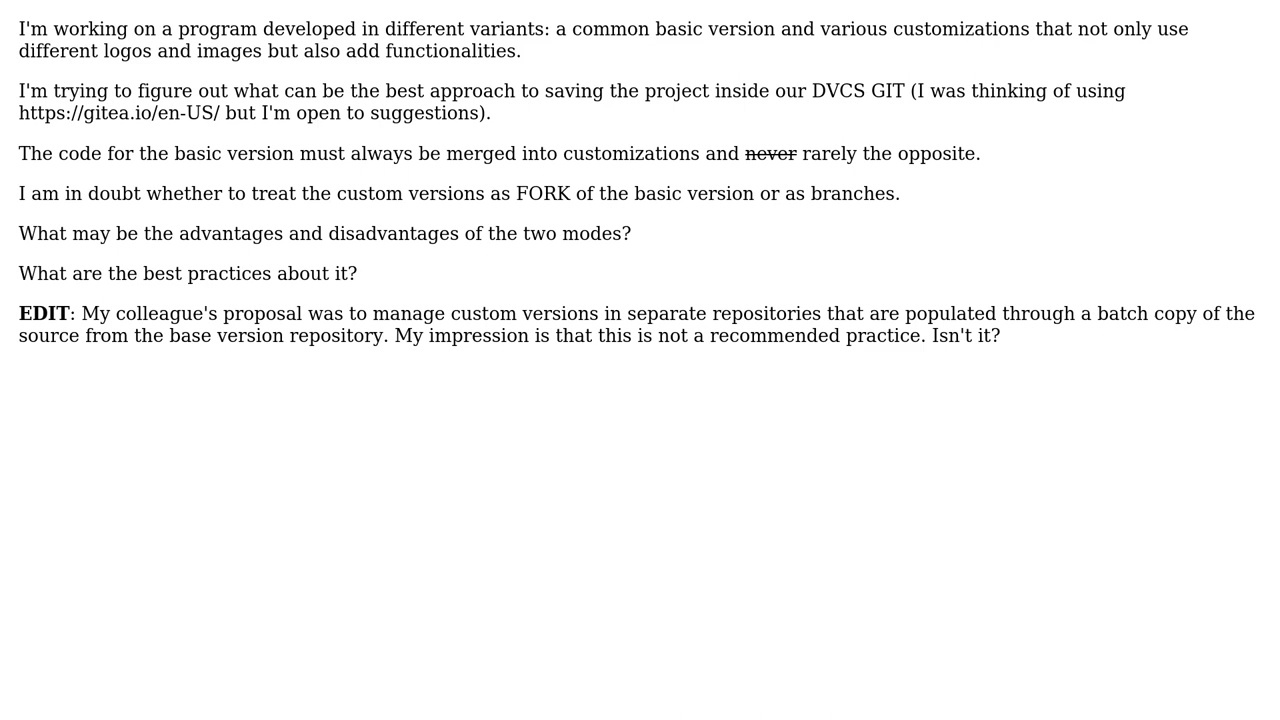 I'm working on a program developed in different variants: a common basic version and various customizations that not only use
different logos and images but also add functionalities.
I'm trying to figure out what can be the best approach to saving the project inside our DVCS GIT (I was thinking of using
https://gitea.io/en-US/ but I'm open to suggestions).
The code for the basic version must always be merged into customizations and never rarely the opposite.
I am in doubt whether to treat the custom versions as FORK of the basic version or as branches.
What may be the advantages and disadvantages of the two modes?
What are the best practices about it?
EDIT: My colleague's proposal was to manage custom versions in separate repositories that are populated through a batch copy of the
source from the base version repository. My impression is that this is not a recommended practice. Isn't it?